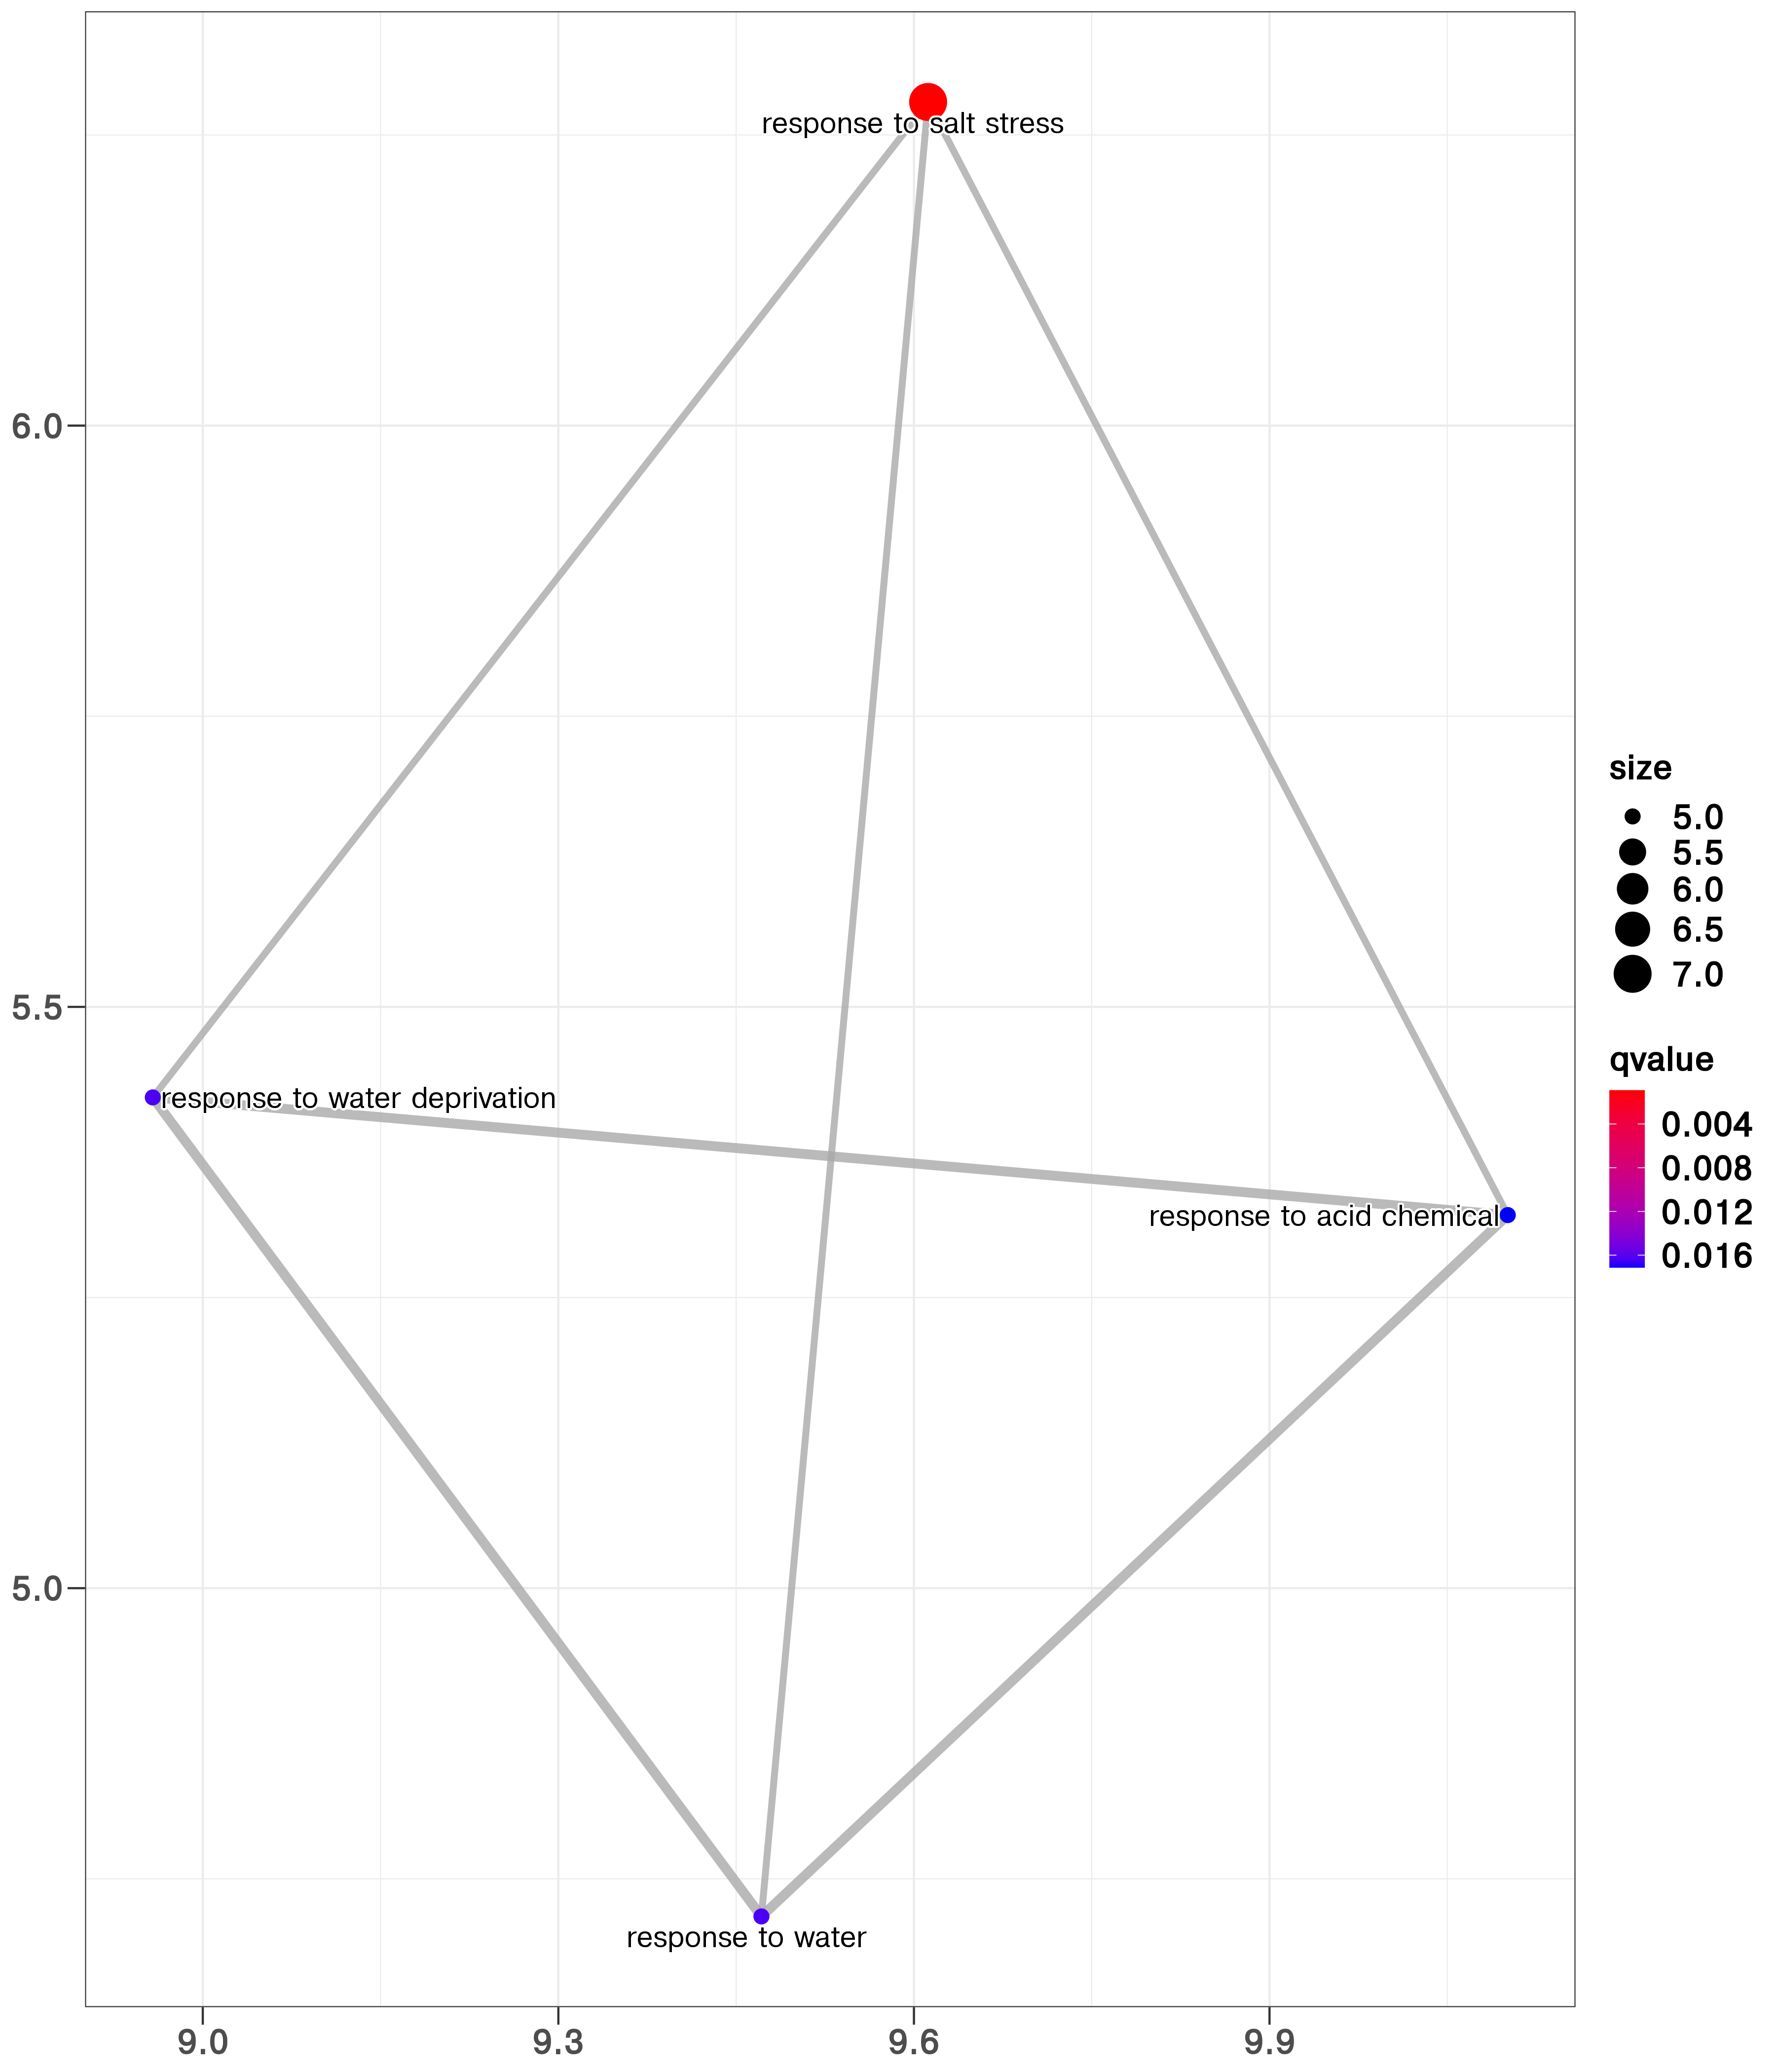 response to salt stress
6.0
5.5
response to water deprivation
response to acid chemical
5.0
response to water
9.0 9.3 9.6 9.9
size
5.0
5.5
6.0
6.5
7.0
qvalue
0.004
0.008
0.012
0.016